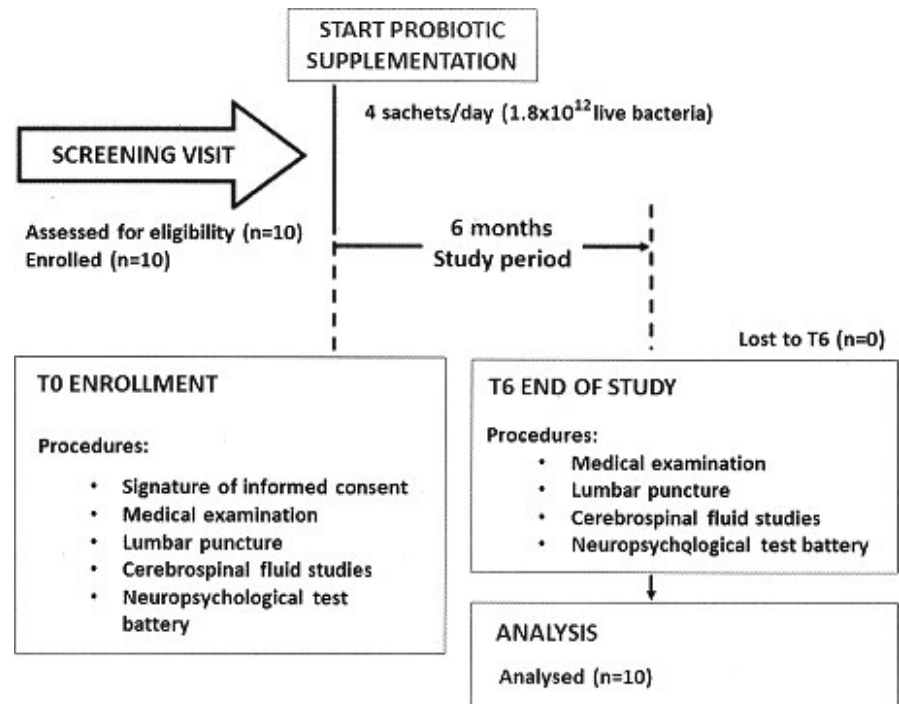 START PROBIOTIC
SUPPLEMENTATION
4 sachets/day (1.8x10¹² live bacteria)
SCREENING VISIT
Assessed for eligibility (n=10)
Enrolled (n=10)
6 months
Study period
Lost to T6 (n=0)
T0 ENROLLMENT
Procedures:
• Signature of informed consent
• Medical examination
• Lumbar puncture
• Cerebrospinal fluid studies
• Neuropsychological test
battery
T6 END OF STUDY
Procedures:
• Medical examination
• Lumbar puncture
• Cerebrospinal fluid studies
• Neuropsychological test battery
ANALYSIS
Analysed (n=10)